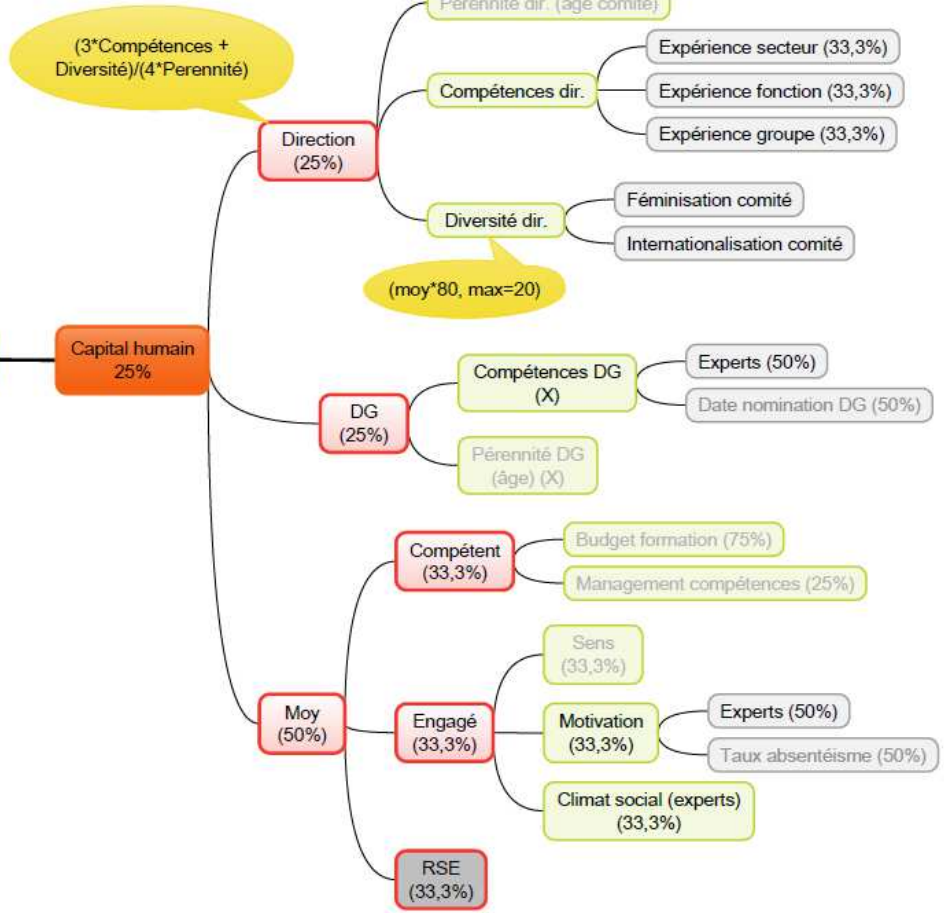 Pérennité dir. (âge comité)
(3*Compétences +
Diversité)/(4*Perennité)
Expérience secteur (33,3%)
Compétences dir.
Expérience fonction (33,3%)
Expérience groupe (33,3%)
Direction
(25%)
Féminisation comité
Diversité dir.
Internationalisation comité
(moy*80, max=20)
Capital humain
25%
Compétences DG
(X)
Experts (50%)
Date nomination DG (50%)
DG
(25%)
Pérennité DG
(âge) (X)
Compétent
(33,3%)
Budget formation (75%)
Management compétences (25%)
Sens
(33,3%)
Moy
(50%)
Engagé
(33,3%)
Motivation
(33,3%)
Experts (50%)
Taux absentéisme (50%)
Climat social (experts)
(33,3%)
RSE
(33,3%)